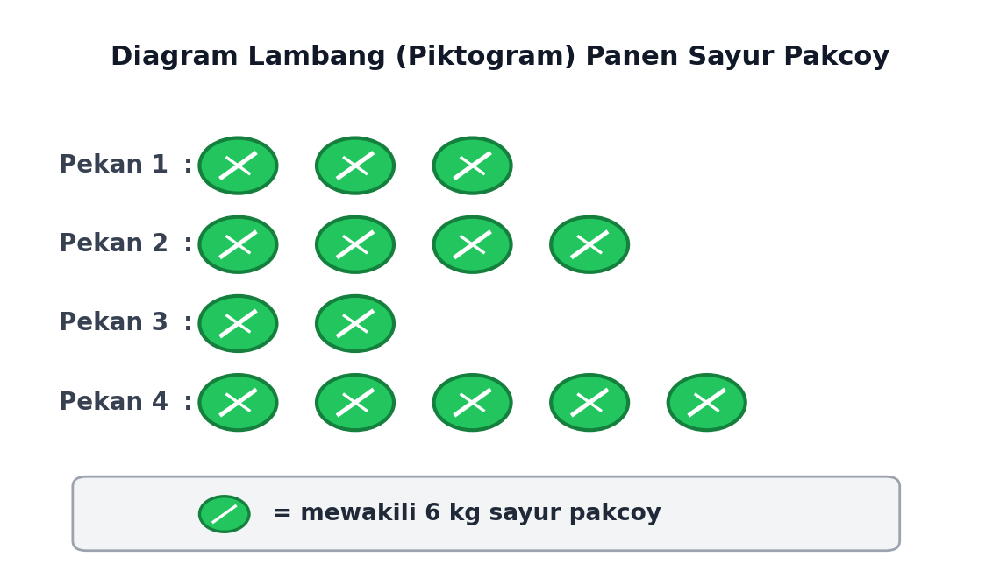 Diagram Lambang (Piktogram) Panen Sayur Pakcoy
Pekan 1 :
Pekan 2 :
Pekan 3 :
Pekan 4 :
= mewakili 6 kg sayur pakcoy